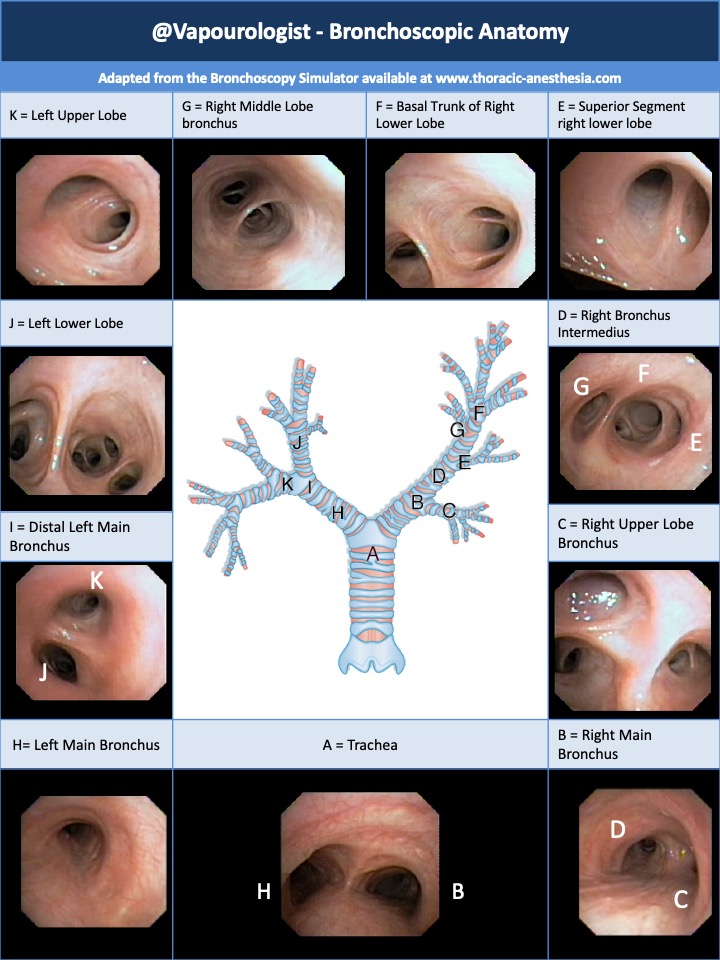 @Vapourologist - Bronchoscopic Anatomy
Adapted from the Bronchoscopy Simulator available at www.thoracic-anesthesia.com
K = Left Upper Lobe
G = Right Middle Lobe
bronchus
F = Basal Trunk of Right
Lower Lobe
E = Superior Segment
right lower lobe
J = Left Lower Lobe
D = Right Bronchus
Intermedius
G
F
E
F
G
J
E
D
K
I
B
H
C
A
I = Distal Left Main
Bronchus
C = Right Upper Lobe
Bronchus
K
J
H= Left Main Bronchus
A = Trachea
B = Right Main
Bronchus
H
B
D
C